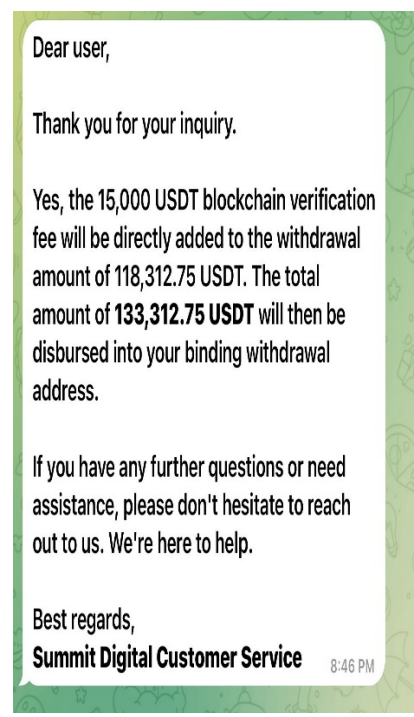 Dear user,
Thank you for your inquiry.
Yes, the 15,000 USDT blockchain verification
fee will be directly added to the withdrawal
amount of 118,312.75 USDT. The total
amount of 133,312.75 USDT will then be
disbursed into your binding withdrawal
address.
If you have any further questions or need
assistance, please don't hesitate to reach
out to us. We're here to help.
Best regards,
Summit Digital Customer Service
8:46 PM